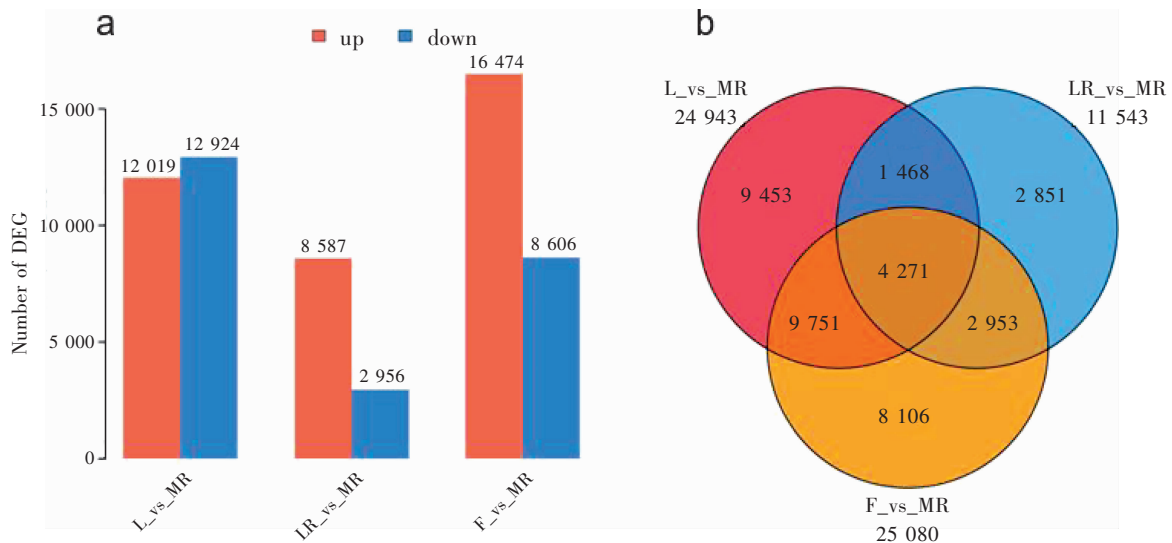 a
up
down
Number of DEG
15 000
10 000
5 000
0
12 019
12 924
8 587
2 956
16 474
8 606
L_vs_MR
LR_vs_MR
F_vs_MR
b
L_vs_MR
24 943
LR_vs_MR
11 543
9 453
1 468
2 851
4 271
9 751
2 953
8 106
F_vs_MR
25 080